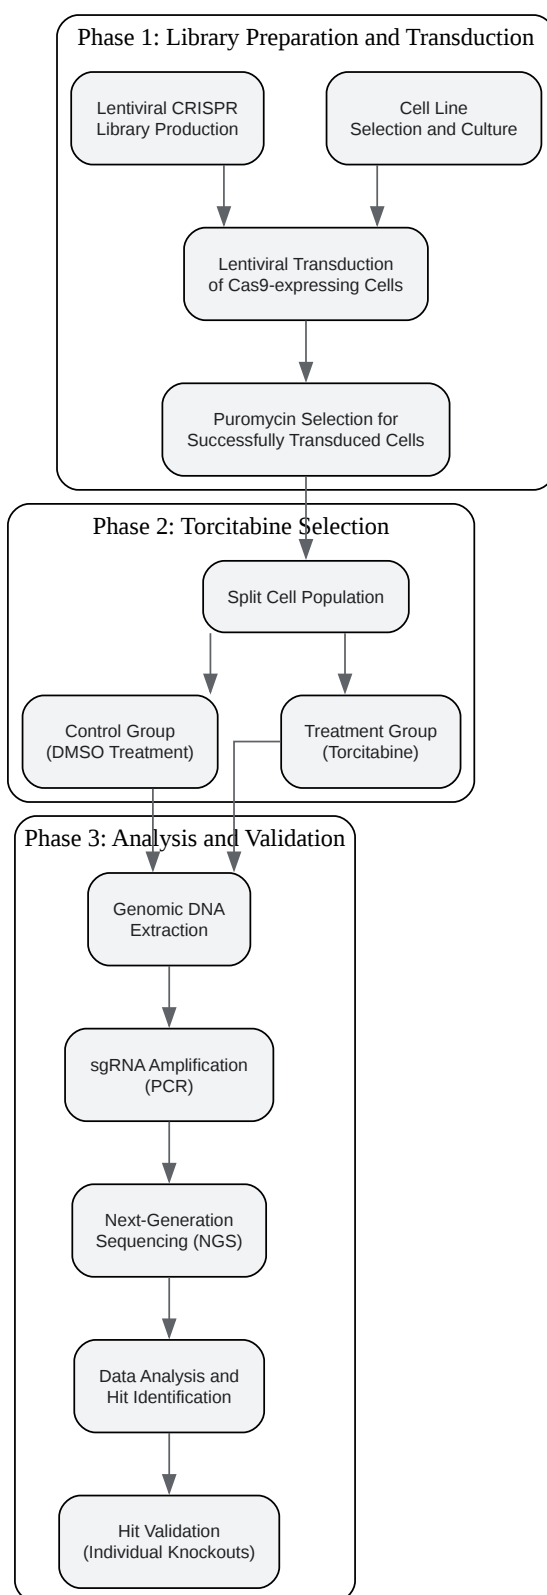 Phase 1: Library Preparation and Transduction
Lentiviral CRISPR
Library Production
Cell Line
Selection and Culture
Lentiviral Transduction
of Cas9-expressing Cells
Puromycin Selection for
Successfully Transduced Cells
Phase 2: Torcitabine Selection
Split Cell Population
Control Group
(DMSO Treatment)
Treatment Group
(Torcitabine)
Phase 3: Analysis and Validation
Genomic DNA
Extraction
sgRNA Amplification
(PCR)
Next-Generation
Sequencing (NGS)
Data Analysis and
Hit Identification
Hit Validation
(Individual Knockouts)